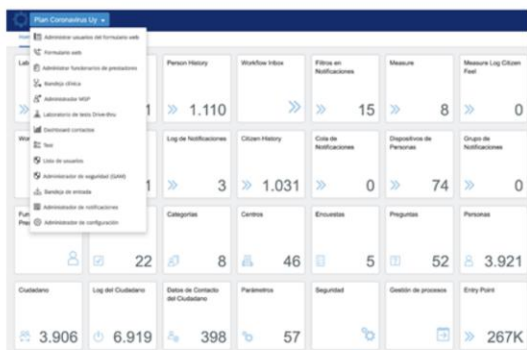 Plan Coronavirus Uy
Administrar usuarios del formulario web
Formulario web
Administrar funcionarios de prestadores
Bandeja clínica
Administrador MSP
Laboratorio de tests Drive-thru
Dashboard contactos
Test
Lista de usuarios
Administrador de seguridad (GAM)
Bandeja de entrada
Administrador de notificaciones
Administrador de configuración
Person History
Workflow Inbox
Filtros en
Notificaciones
Measure
Measure Log Citizen
Feel
1
1.110
15
8
0
Log de Notificaciones
Citizen History
Cola de
Notificaciones
Dispositivos de
Personas
Grupo de
Notificaciones
1
3
1.031
0
74
0
Categorías
Centros
Encuestas
Preguntas
Personas
22
8
46
5
52
3.921
Ciudadano
Log del Ciudadano
Datos de Contacto
del Ciudadano
Parámetros
Seguridad
Gestión de procesos
Entry Point
3.906
6.919
398
57
267K